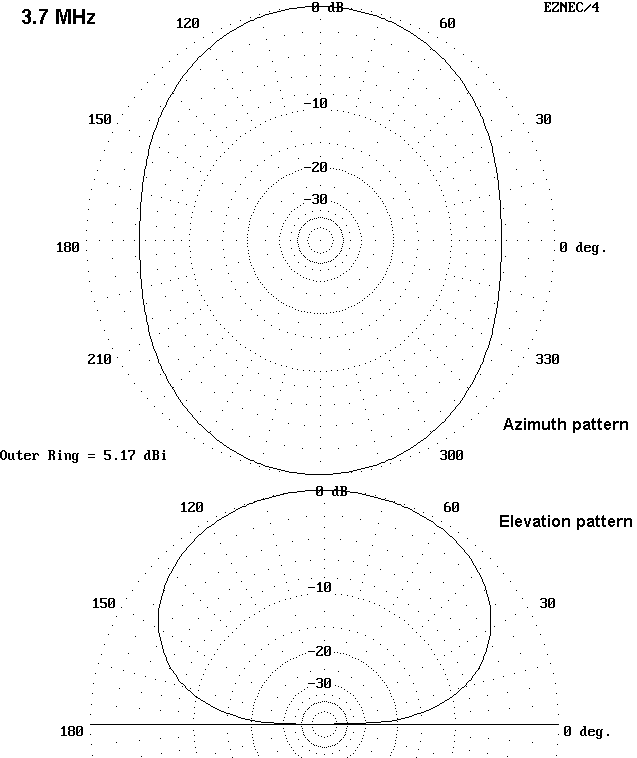 3.7 MHz
EZNEC/4
0 dB
120
60
-10
150
30
-20
-30
180
0 deg.
210
330
Azimuth pattern
Outer Ring = 5.17 dBi
300
0 dB
120
60
Elevation pattern
-10
150
30
-20
-30
180
0 deg.